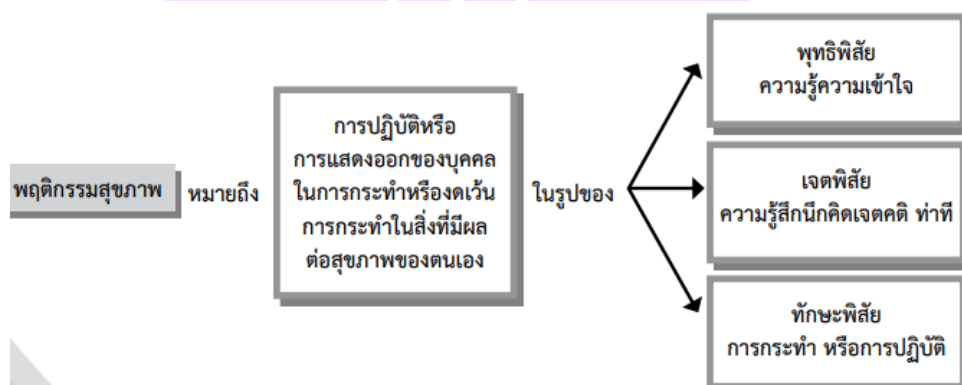 พฤติกรรมสุขภาพ
หมายถึง
การปฏิบัติหรือ
การแสดงออกของบุคคล
ในการกระทำหรืองดเว้น
การกระทำในสิ่งที่มีผล
ต่อสุขภาพของตนเอง
ในรูปของ
พุทธิพิสัย
ความรู้ความเข้าใจ
เจตพิสัย
ความรู้สึกนึกคิดเจตคติ ท่าที
ทักษะพิสัย
การกระทำ หรือการปฏิบัติ